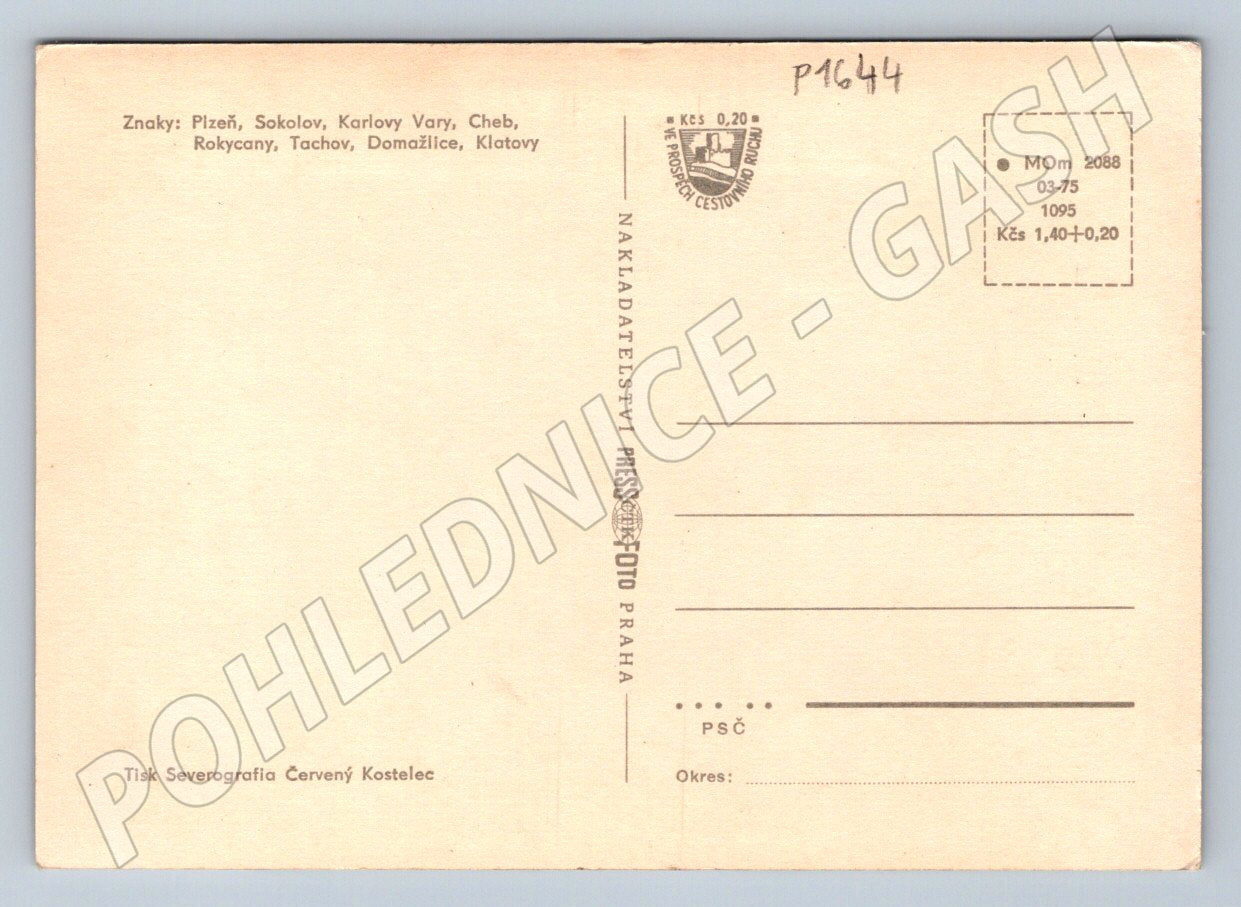 P1644
Znaky: Plzeň, Sokolov, Karlovy Vary, Cheb,
Rokycany, Tachov, Domažlice, Klatovy
Kčs 0,20
VE PROSPĚCH CESTOVNÍHO RUCHU
MOm 2088
03-75
1095
Kčs 1,40+0,20
NAKLADATELSTVÍ PRESSFOTO PRAHA
ČTK
PSČ
Okres:
Tisk Severografia Červený Kostelec
POHLEDNICE - GASH